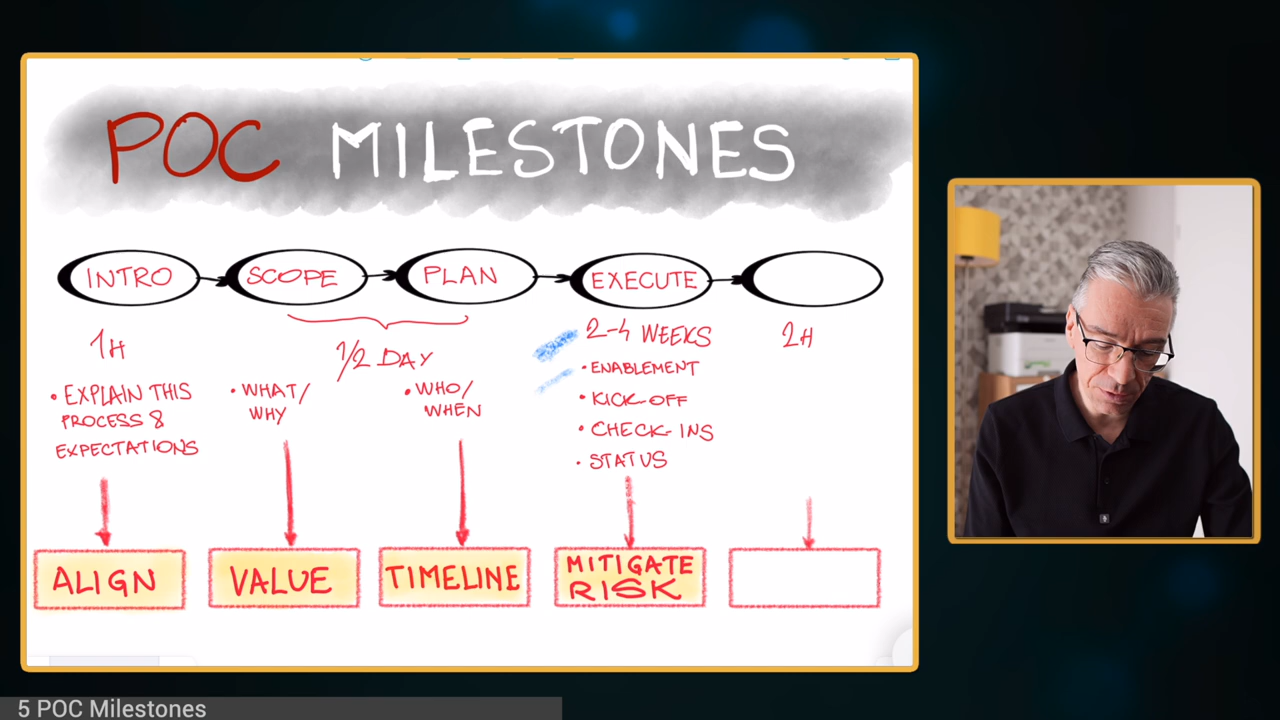 POC MILESTONES
INTRO
SCOPE
PLAN
EXECUTE
1H
1/2 DAY
2-4 WEEKS
2H
• EXPLAIN THIS
PROCESS &
EXPECTATIONS
• WHAT/
WHY
• WHO/
WHEN
• ENABLEMENT
• KICK-OFF
• CHECK-INS
• STATUS
ALIGN
VALUE
TIMELINE
MITIGATE
RISK
5 POC Milestones